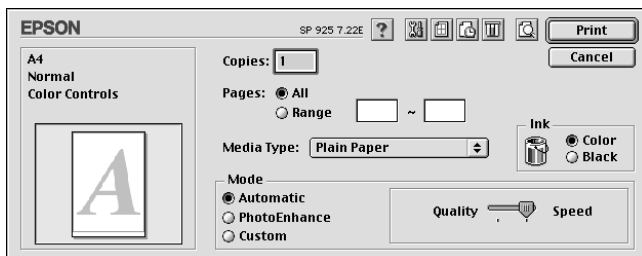 EPSON
SP 925 7.22E
?
Print
Cancel
A4
Normal
Color Controls
A
Copies: 1
Pages: All
Range ~
Media Type: Plain Paper
Ink
Color
Black
Mode
Automatic
PhotoEnhance
Custom
Quality Speed